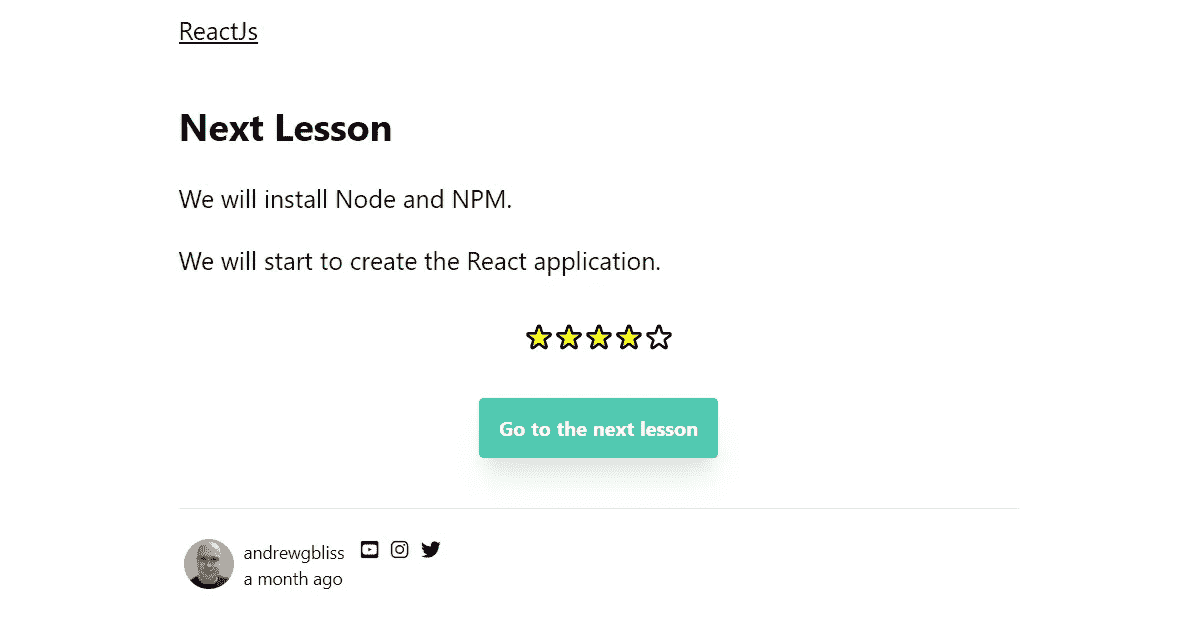 ReactJs
Next Lesson
We will install Node and NPM.
We will start to create the React application.
Go to the next lesson
andrewgbliss
a month ago